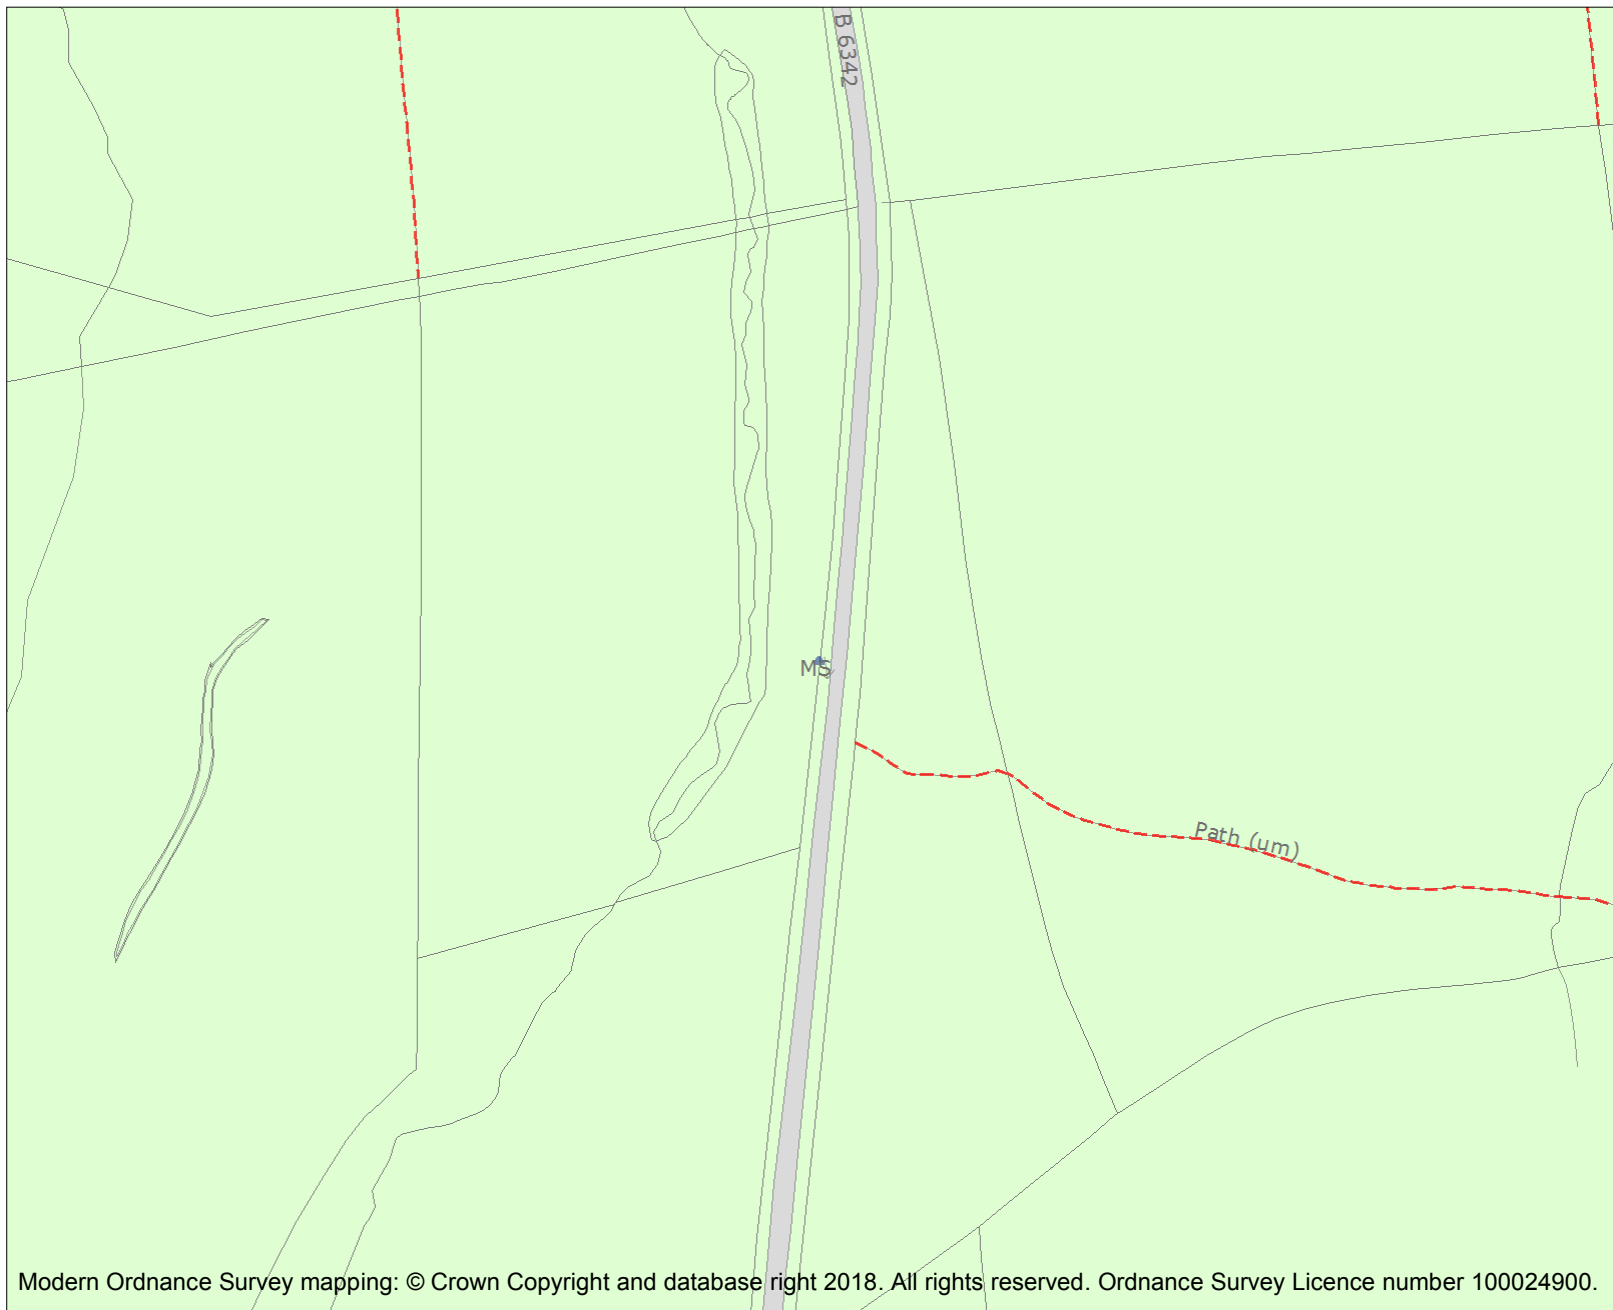 B 6342
MS
Path (um)
Modern Ordnance Survey mapping: © Crown Copyright and database right 2018. All rights reserved. Ordnance Survey Licence number 100024900.